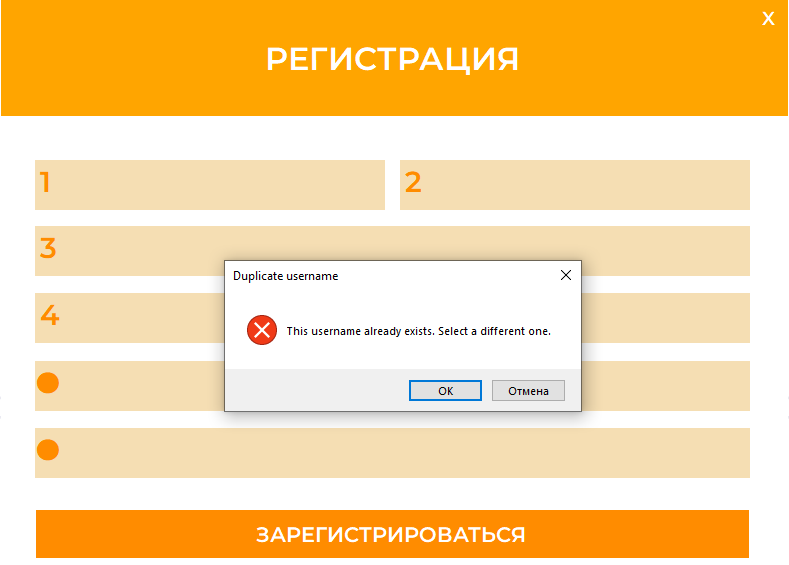 X
РЕГИСТРАЦИЯ
1
2
3
4
Duplicate username
This username already exists. Select a different one.
OK
Отмена
ЗАРЕГИСТРИРОВАТЬСЯ